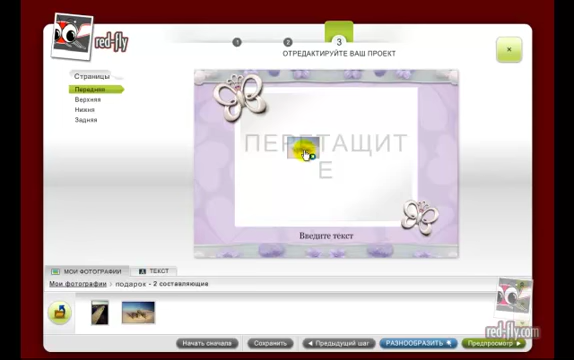 red-fly
1
2
3
ОТРЕДАКТИРУЙТЕ ВАШ ПРОЕКТ
×
Страницы
Передняя
Верхняя
Нижня
Задняя
ПЕРЕТАЩИТ
Е
Введите текст
МОИ ФОТОГРАФИИ
ТЕКСТ
Мои фотографии › подарок - 2 составляющие
red-fly.com
Начать сначала
Сохранить
Предыдущий шаг
РАЗНООБРАЗИТЬ
Предпросмотр